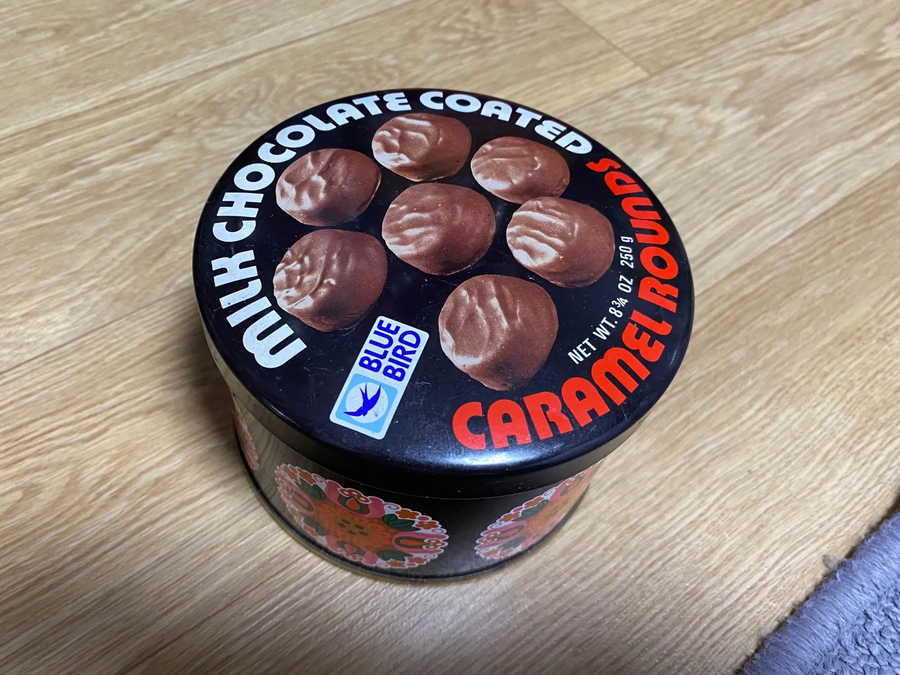 MILK CHOCOLATE COATED
CARAMEL ROUNDS
NET WT. 8¾ OZ 250 g
BLUE
BIRD